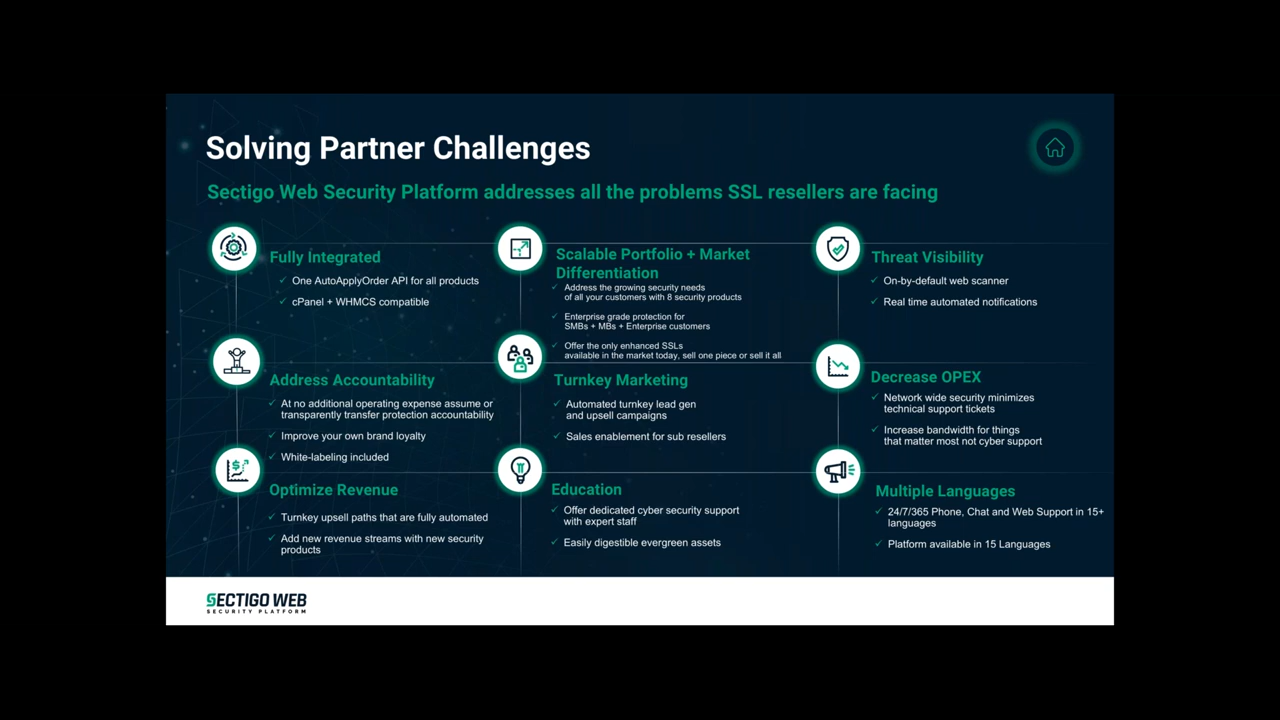 Solving Partner Challenges
Sectigo Web Security Platform addresses all the problems SSL resellers are facing
Fully Integrated
One AutoApplyOrder API for all products
cPanel + WHMCS compatible
Scalable Portfolio + Market
Differentiation
Address the growing security needs
of all your customers with 8 security products
Enterprise grade protection for
SMBs + MBs + Enterprise customers
Offer the only enhanced SSLs
available in the market today, sell one piece or sell it all
Threat Visibility
On-by-default web scanner
Real time automated notifications
Address Accountability
At no additional operating expense assume or
transparently transfer protection accountability
Improve your own brand loyalty
White-labeling included
Turnkey Marketing
Automated turnkey lead gen
and upsell campaigns
Sales enablement for sub resellers
Decrease OPEX
Network wide security minimizes
technical support tickets
Increase bandwidth for things
that matter most not cyber support
Optimize Revenue
Turnkey upsell paths that are fully automated
Add new revenue streams with new security
products
Education
Offer dedicated cyber security support
with expert staff
Easily digestible evergreen assets
Multiple Languages
24/7/365 Phone, Chat and Web Support in 15+
languages
Platform available in 15 Languages
SECTIGO WEB
SECURITY PLATFORM